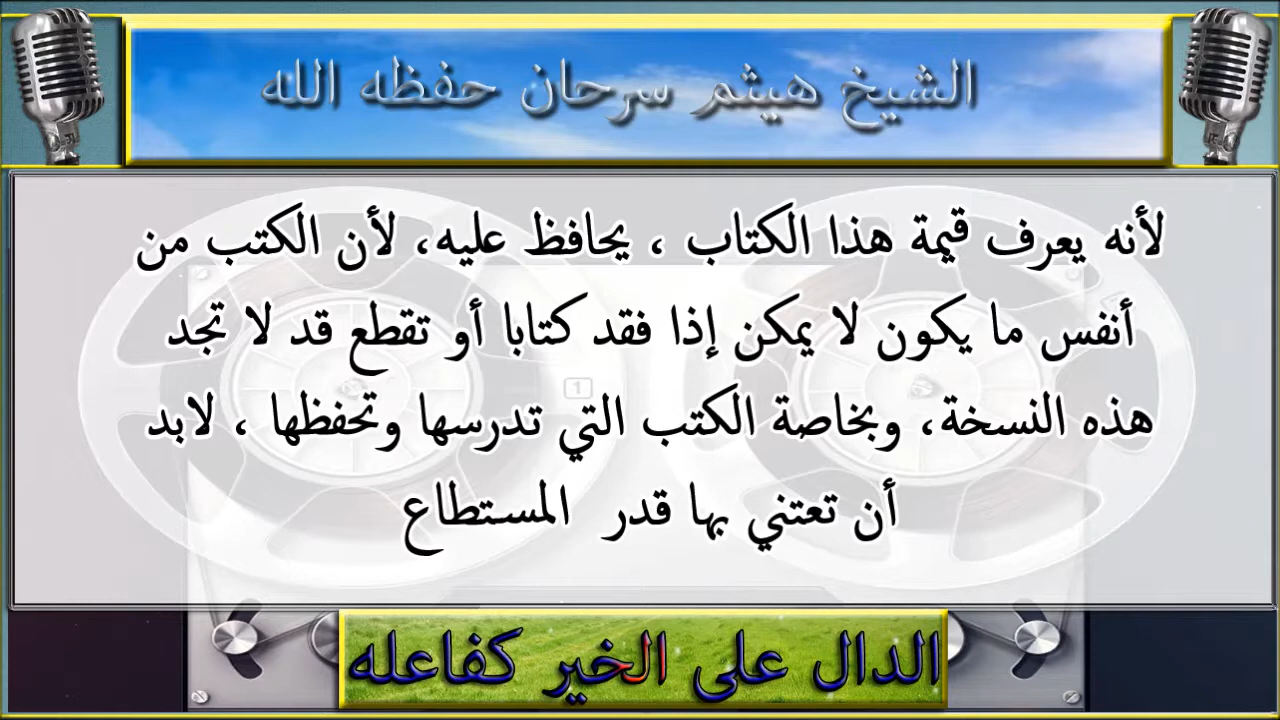 الشيخ هيثم سرحان حفظه الله
لأنه يعرف قيمة هذا الكتاب ، يحافظ عليه، لأن الكتب من
أنفس ما يكون لا يمكن إذا فقد كتابا أو تقطع قد لا تجد
هذه النسخة، وبخاصة الكتب التي تدرسها وتحفظها ، لابد
أن تعتني بها قدر المستطاع
1
الدال على الخير كفاعله